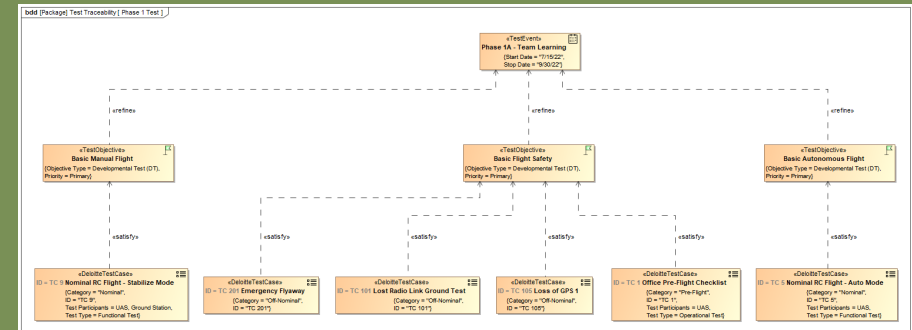 bdd [Package] Test Traceability [ Phase 1 Test ]
«TestEvent»
Phase 1A - Team Learning
{Start Date = "7/15/22",
Stop Date = "9/30/22"}
«refine»
«refine»
«refine»
«TestObjective»
Basic Manual Flight
{Objective Type = Developmental Test (DT),
Priority = Primary}
«TestObjective»
Basic Flight Safety
{Objective Type = Developmental Test (DT),
Priority = Primary}
«TestObjective»
Basic Autonomous Flight
{Objective Type = Developmental Test (DT),
Priority = Primary}
«satisfy»
«satisfy»
«satisfy»
«satisfy»
«satisfy»
«satisfy»
«DeloitteTestCase»
ID = TC 9 Nominal RC Flight - Stabilize Mode
{Category = "Nominal",
ID = "TC 9",
Test Participants = UAS, Ground Station,
Test Type = Functional Test}
«DeloitteTestCase»
ID = TC 201 Emergency Flyaway
{Category = "Off-Nominal",
ID = "TC 201"}
«DeloitteTestCase»
ID = TC 101 Lost Radio Link Ground Test
{Category = "Off-Nominal",
ID = "TC 101"}
«DeloitteTestCase»
ID = TC 105 Loss of GPS 1
{Category = "Off-Nominal",
ID = "TC 105"}
«DeloitteTestCase»
ID = TC 1 Office Pre-Flight Checklist
{Category = "Pre-Flight",
ID = "TC 1",
Test Participants = UAS,
Test Type = Operational Test}
«DeloitteTestCase»
ID = TC 5 Nominal RC Flight - Auto Mode
{Category = "Nominal",
ID = "TC 5",
Test Participants = UAS,
Test Type = Functional Test}